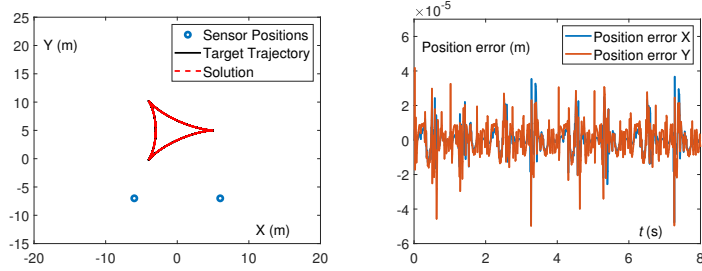 25
20
15
10
5
0
-5
-10
-15
Y (m)
Sensor Positions
Target Trajectory
Solution
X (m)
-20 -10 0 10 20
×10⁻⁵
6
4
2
0
-2
-4
-6
Position error (m)
Position error X
Position error Y
t (s)
0 2 4 6 8